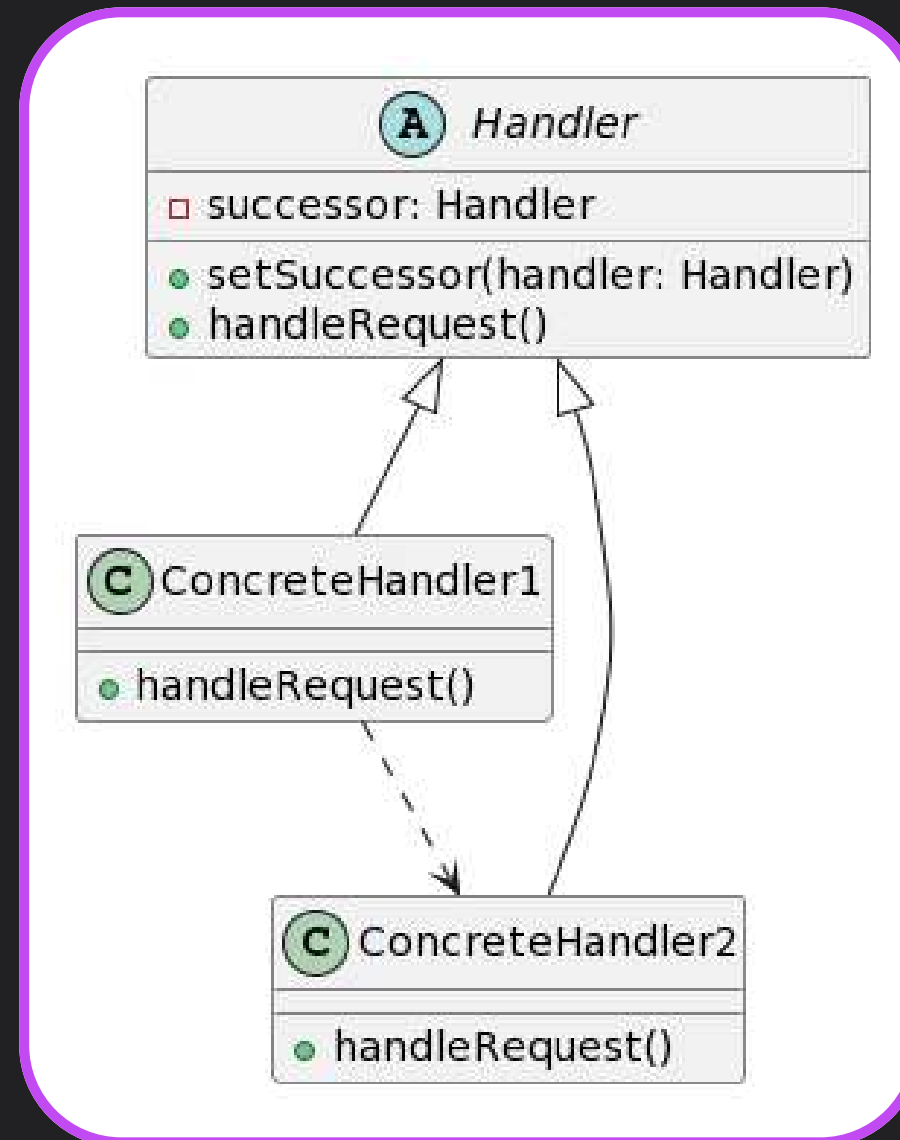 A Handler
successor: Handler
setSuccessor(handler: Handler)
handleRequest()
C ConcreteHandler1
handleRequest()
C ConcreteHandler2
handleRequest()